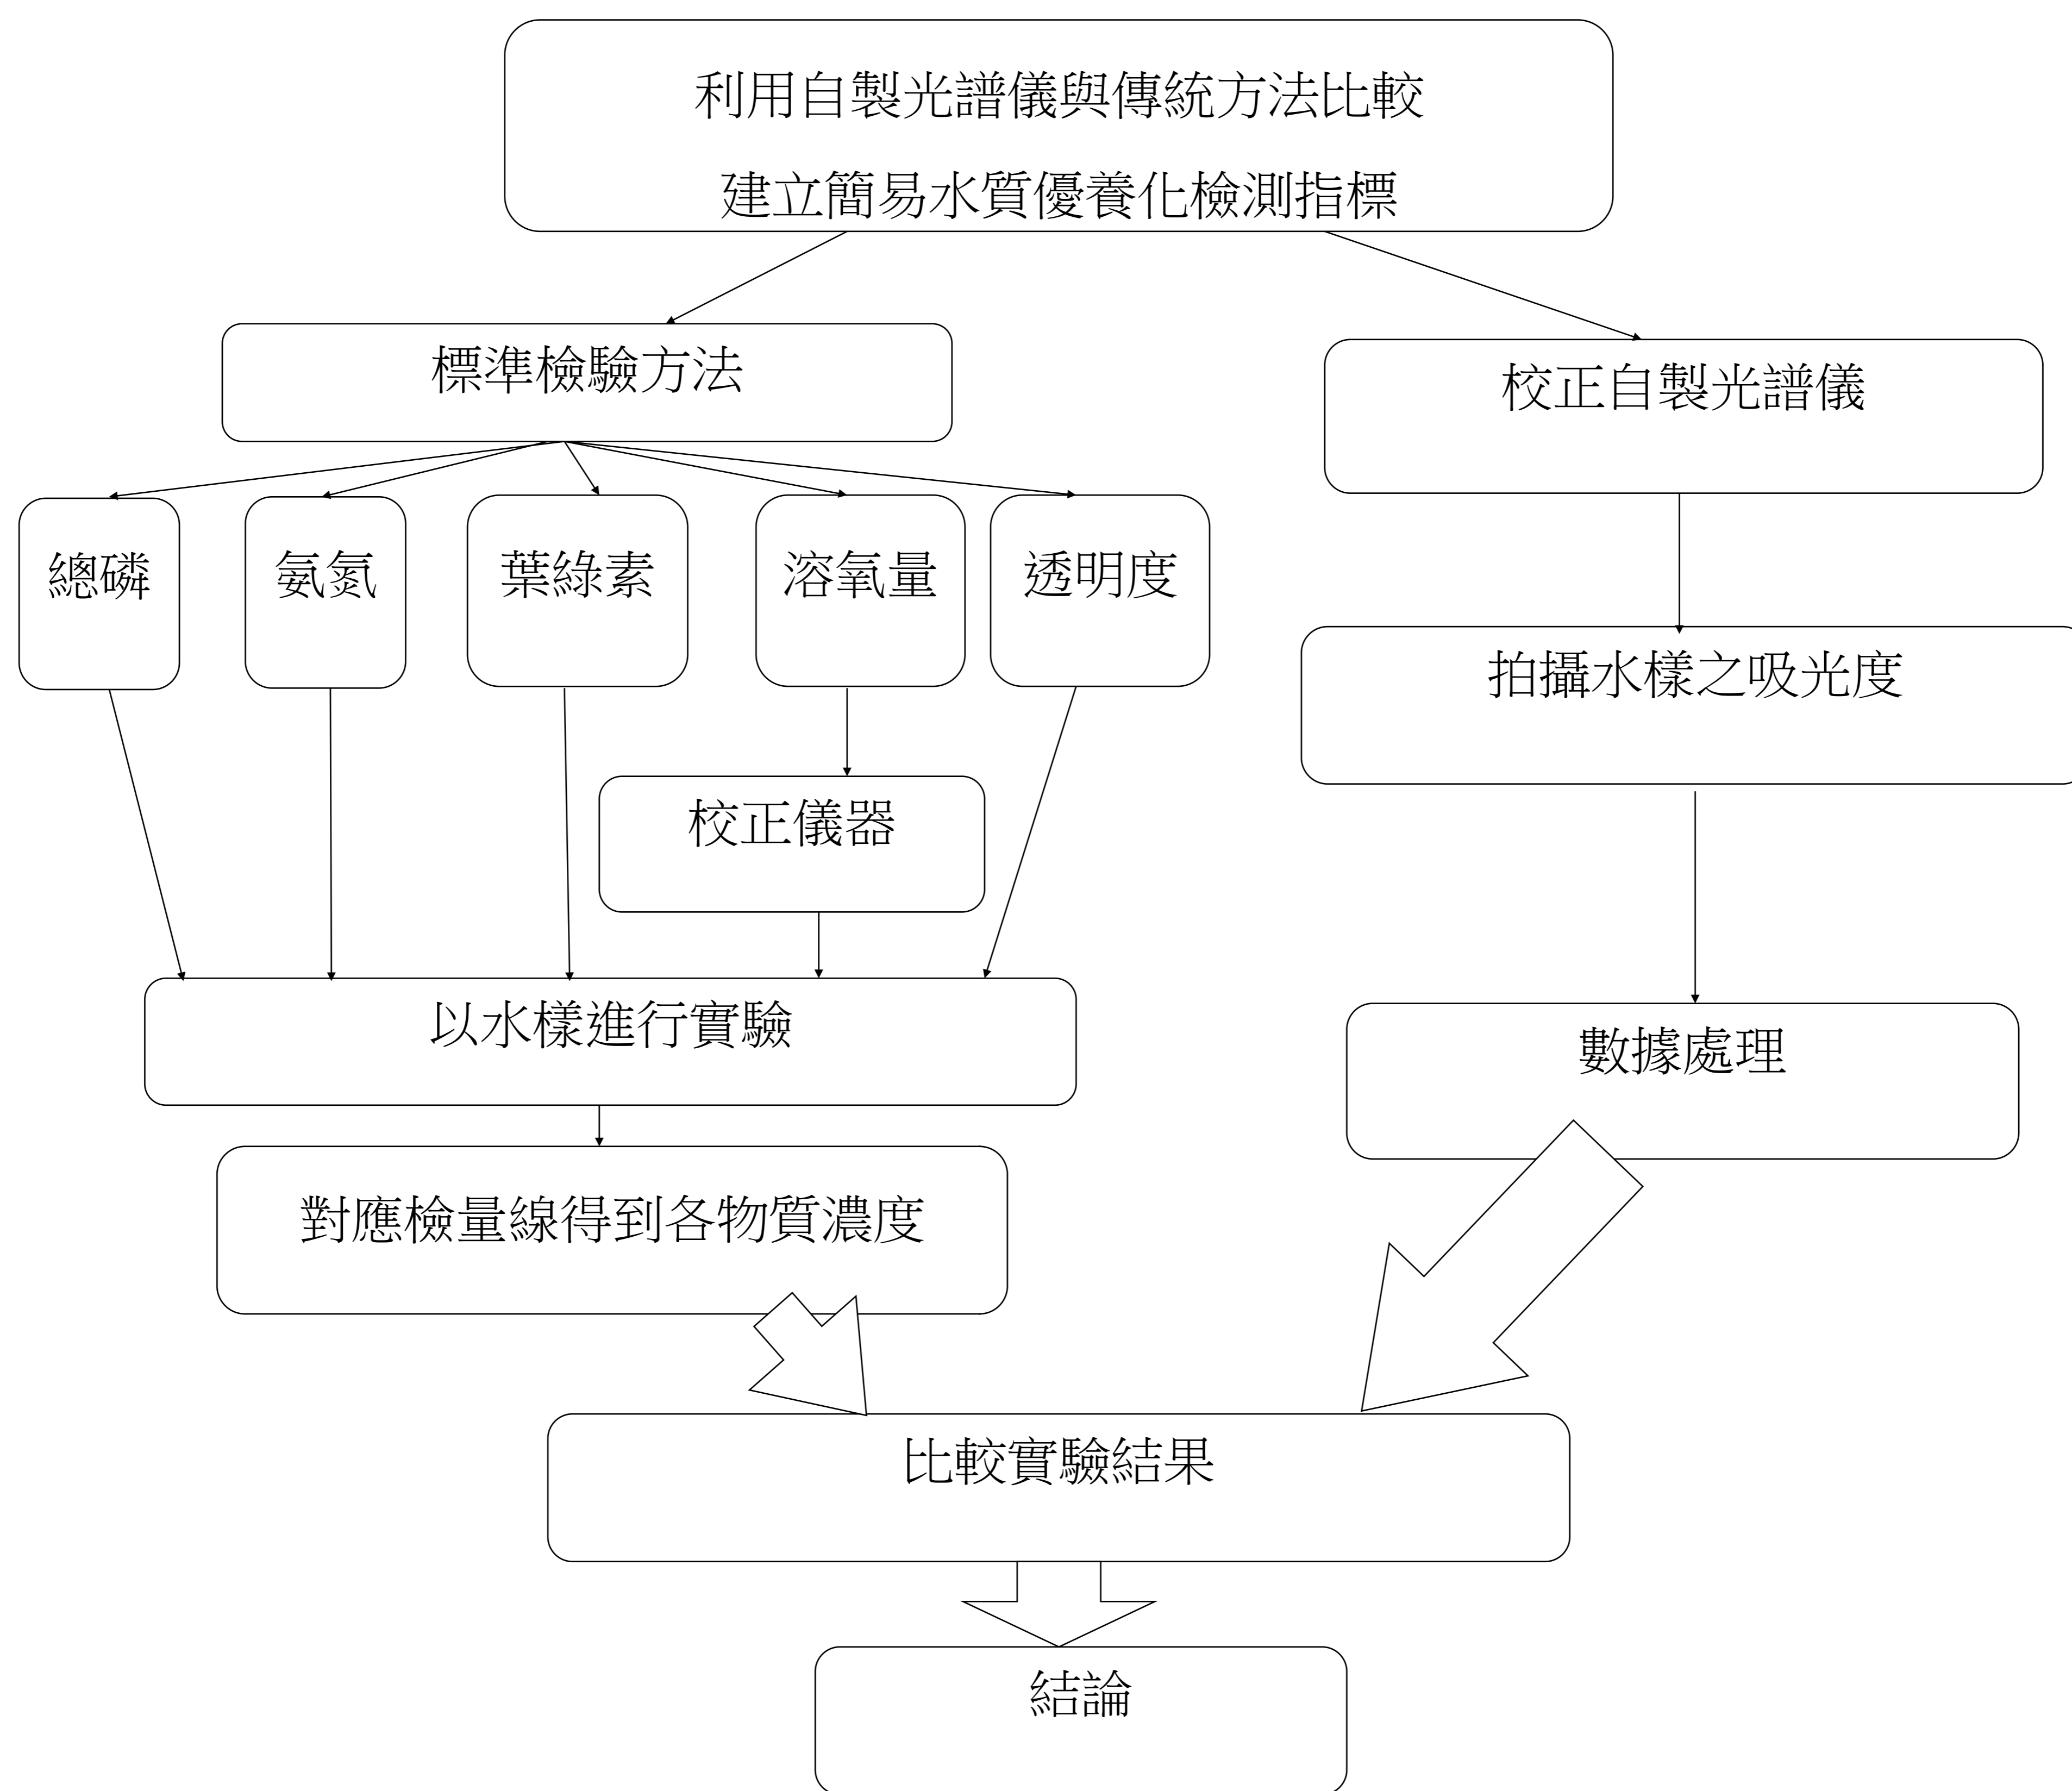 利用自製光譜儀與傳統方法比較
建立簡易水質優養化檢測指標
標準檢驗方法
校正自製光譜儀
總磷
氨氮
葉綠素
溶氧量
透明度
拍攝水樣之吸光度
校正儀器
以水樣進行實驗
數據處理
對應檢量線得到各物質濃度
比較實驗結果
結論